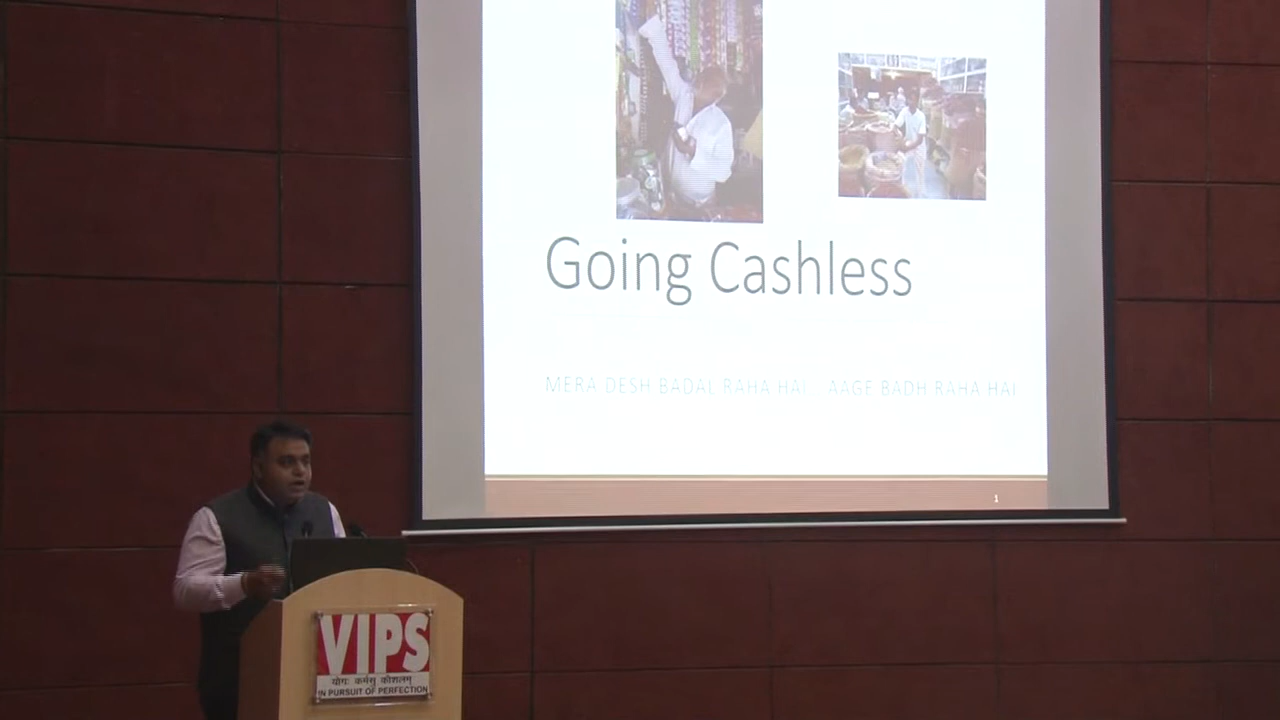 Going Cashless
MERA DESH BADAL RAHA HAI : AAGE BADH RAHA HAI
1
VIPS
योगः कर्मसु कौशलम्
IN PURSUIT OF PERFECTION